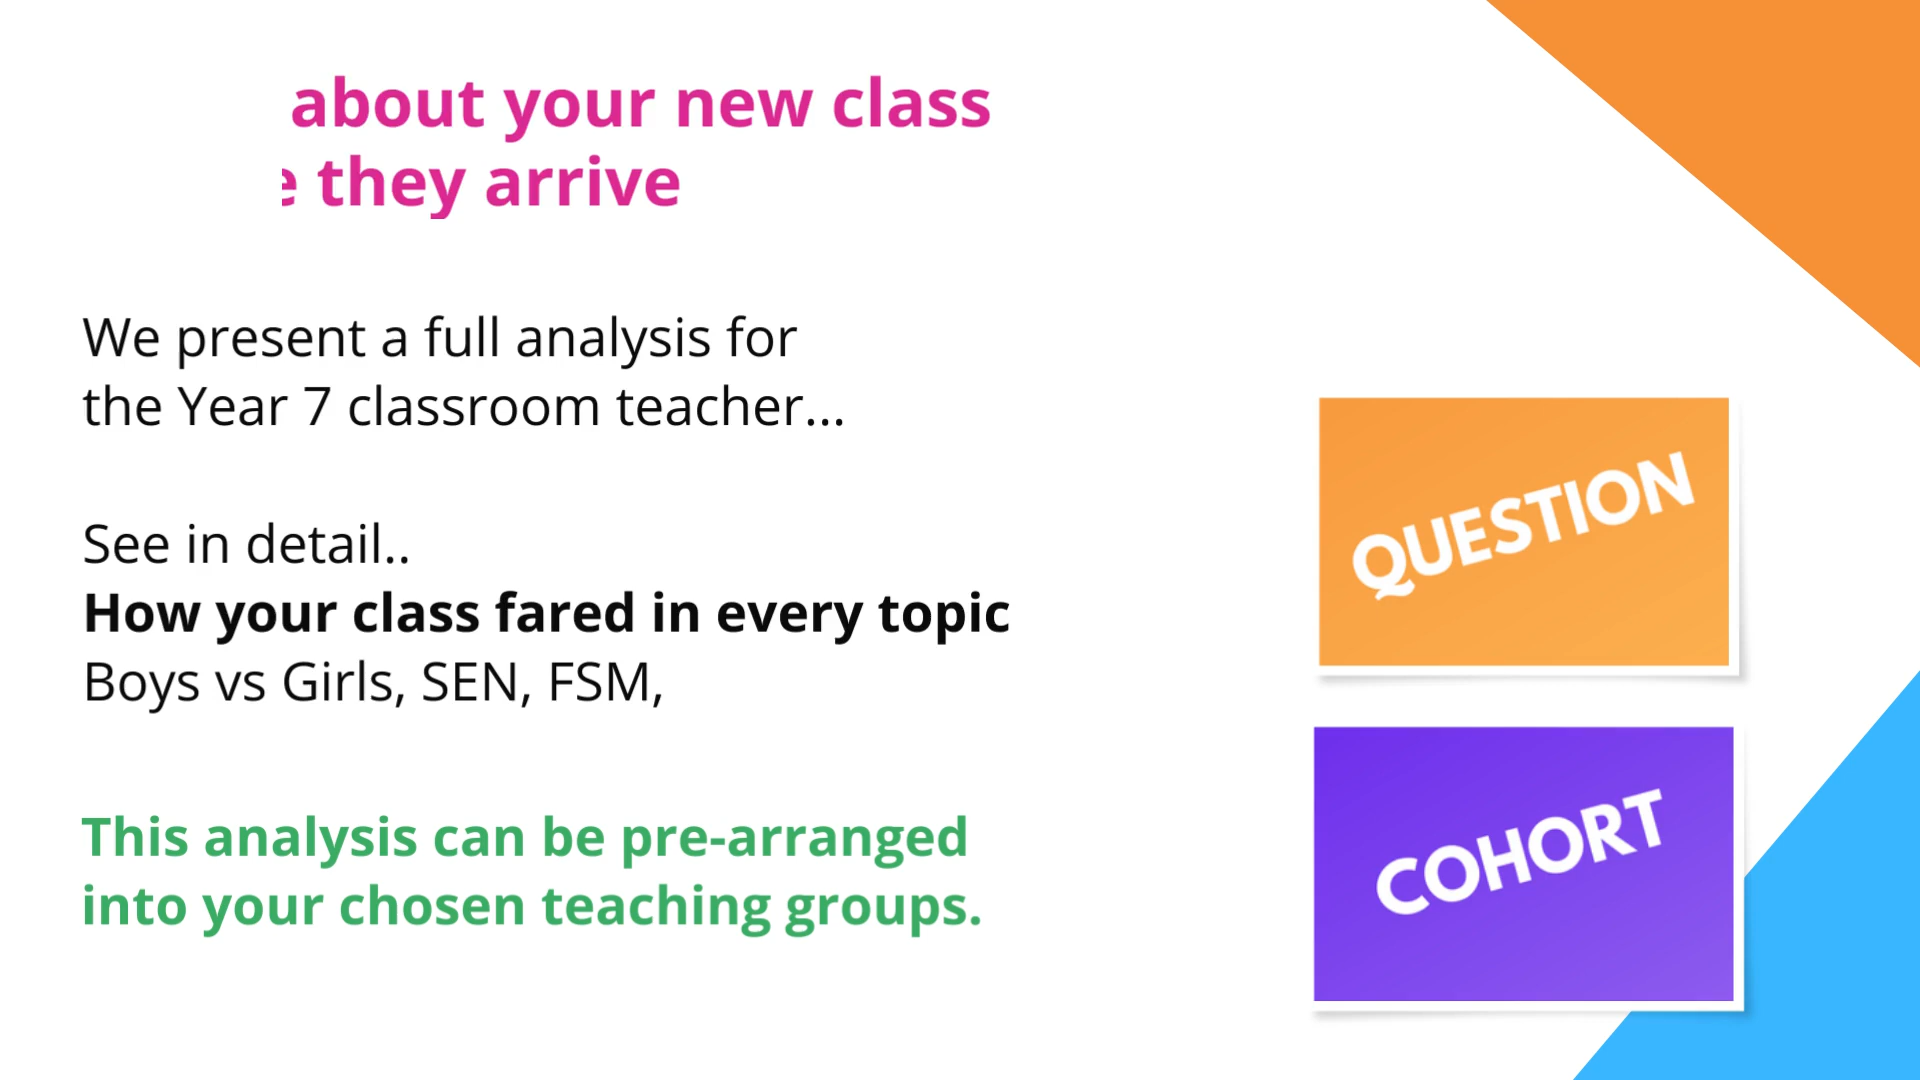 about your new class
they arrive
We present a full analysis for
the Year 7 classroom teacher...
See in detail..
How your class fared in every topic
Boys vs Girls, SEN, FSM,
This analysis can be pre-arranged
into your chosen teaching groups.
QUESTION
COHORT